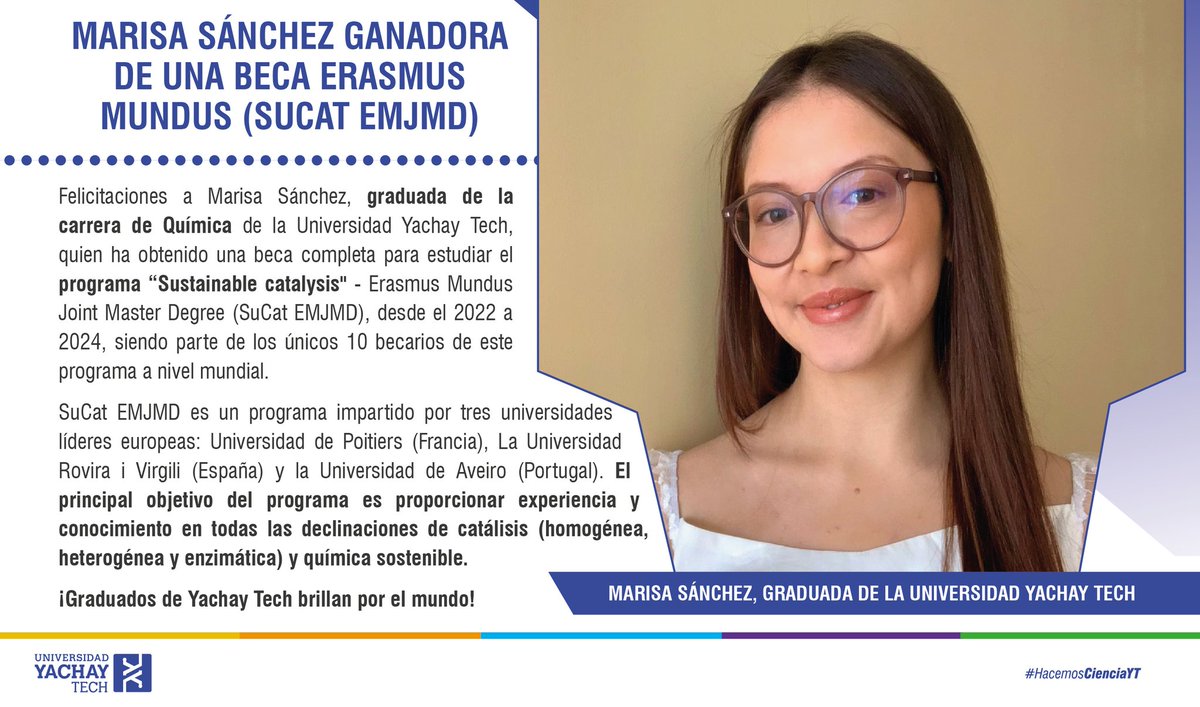 MARISA SÁNCHEZ GANADORA
DE UNA BECA ERASMUS
MUNDUS (SUCAT EMJMD)
Felicitaciones a Marisa Sánchez, graduada de la
carrera de Química de la Universidad Yachay Tech,
quien ha obtenido una beca completa para estudiar el
programa “Sustainable catalysis" - Erasmus Mundus
Joint Master Degree (SuCat EMJMD), desde el 2022 a
2024, siendo parte de los únicos 10 becarios de este
programa a nivel mundial.
SuCat EMJMD es un programa impartido por tres universidades
líderes europeas: Universidad de Poitiers (Francia), La Universidad
Rovira i Virgili (España) y la Universidad de Aveiro (Portugal). El
principal objetivo del programa es proporcionar experiencia y
conocimiento en todas las declinaciones de catálisis (homogénea,
heterogénea y enzimática) y química sostenible.
¡Graduados de Yachay Tech brillan por el mundo!
MARISA SÁNCHEZ, GRADUADA DE LA UNIVERSIDAD YACHAY TECH
UNIVERSIDAD
YACHAY
TECH
#HacemosCienciaYT